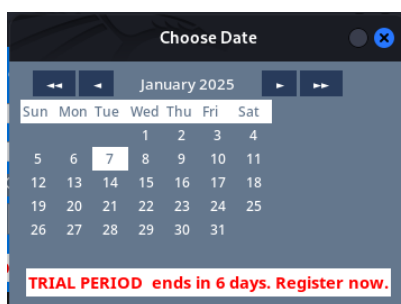 Choose Date
◄◄ ◄ January 2025 ► ►►
Sun Mon Tue Wed Thu Fri Sat
1 2 3 4
5 6 7 8 9 10 11
12 13 14 15 16 17 18
19 20 21 22 23 24 25
26 27 28 29 30 31
TRIAL PERIOD ends in 6 days. Register now.